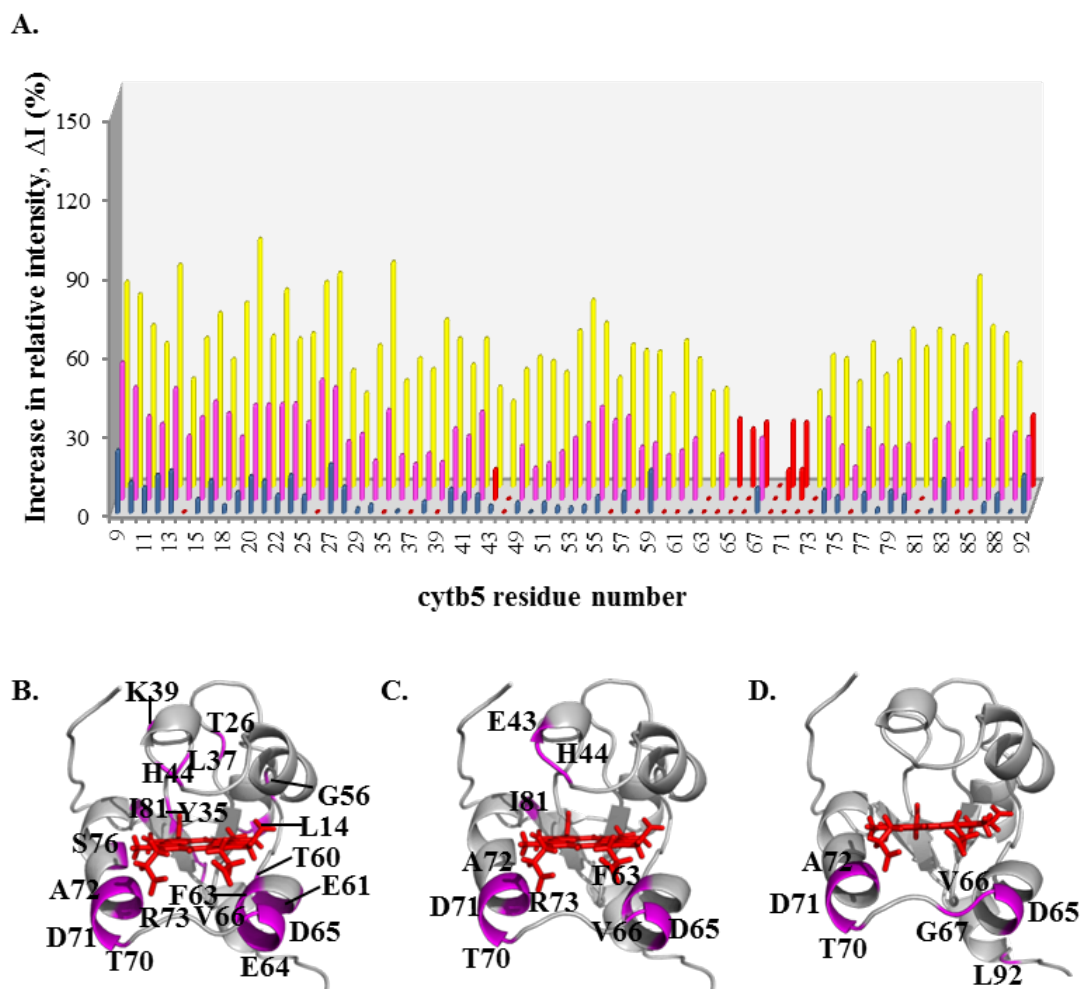 A.
Increase in relative intensity, ΔI (%)
150
120
90
60
30
0
9 11 13 15 17 20 22 25 27 29 35 37 39 41 43 49 51 53 55 57 59 61 63 65 67 71 73 75 77 79 81 83 85 88 92
cytb5 residue number
B.
K39
T26
L37
H44
G56
I81
Y35
L14
S76
T60
A72
F63
E61
R73
V66
D71
D65
T70
E64
C.
E43
H44
I81
A72
F63
D71
R73
V66
D65
T70
D.
A72
V66
D71
D65
G67
T70
L92